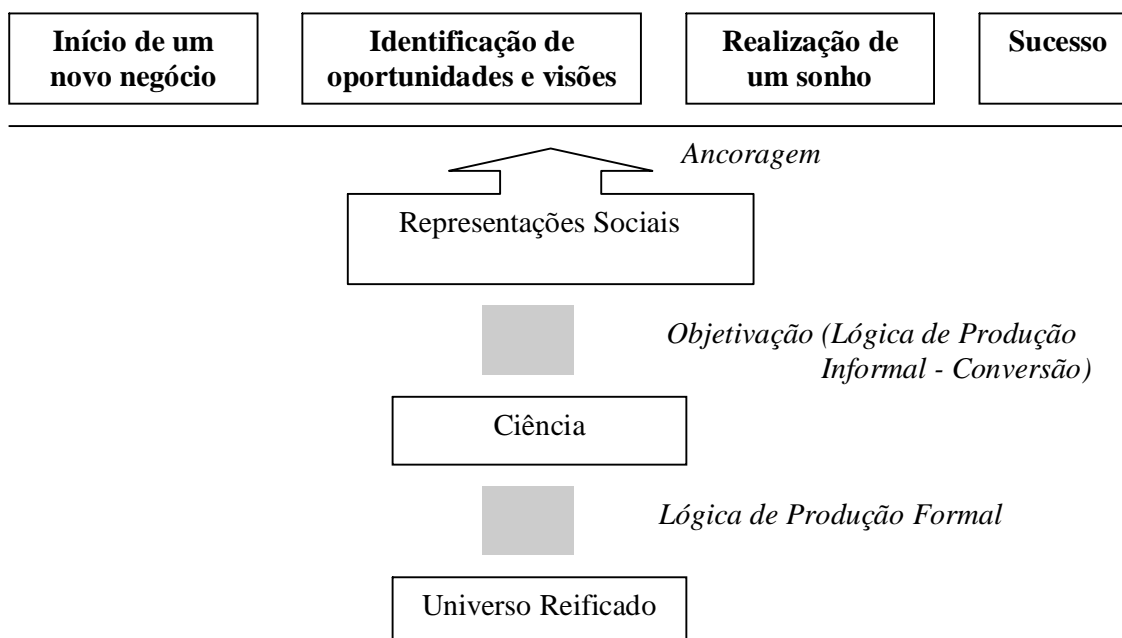 Início de um
novo negócio
Identificação de
oportunidades e visões
Realização de
um sonho
Sucesso
Ancoragem
Representações Sociais
Objetivação (Lógica de Produção
Informal - Conversão)
Ciência
Lógica de Produção Formal
Universo Reificado